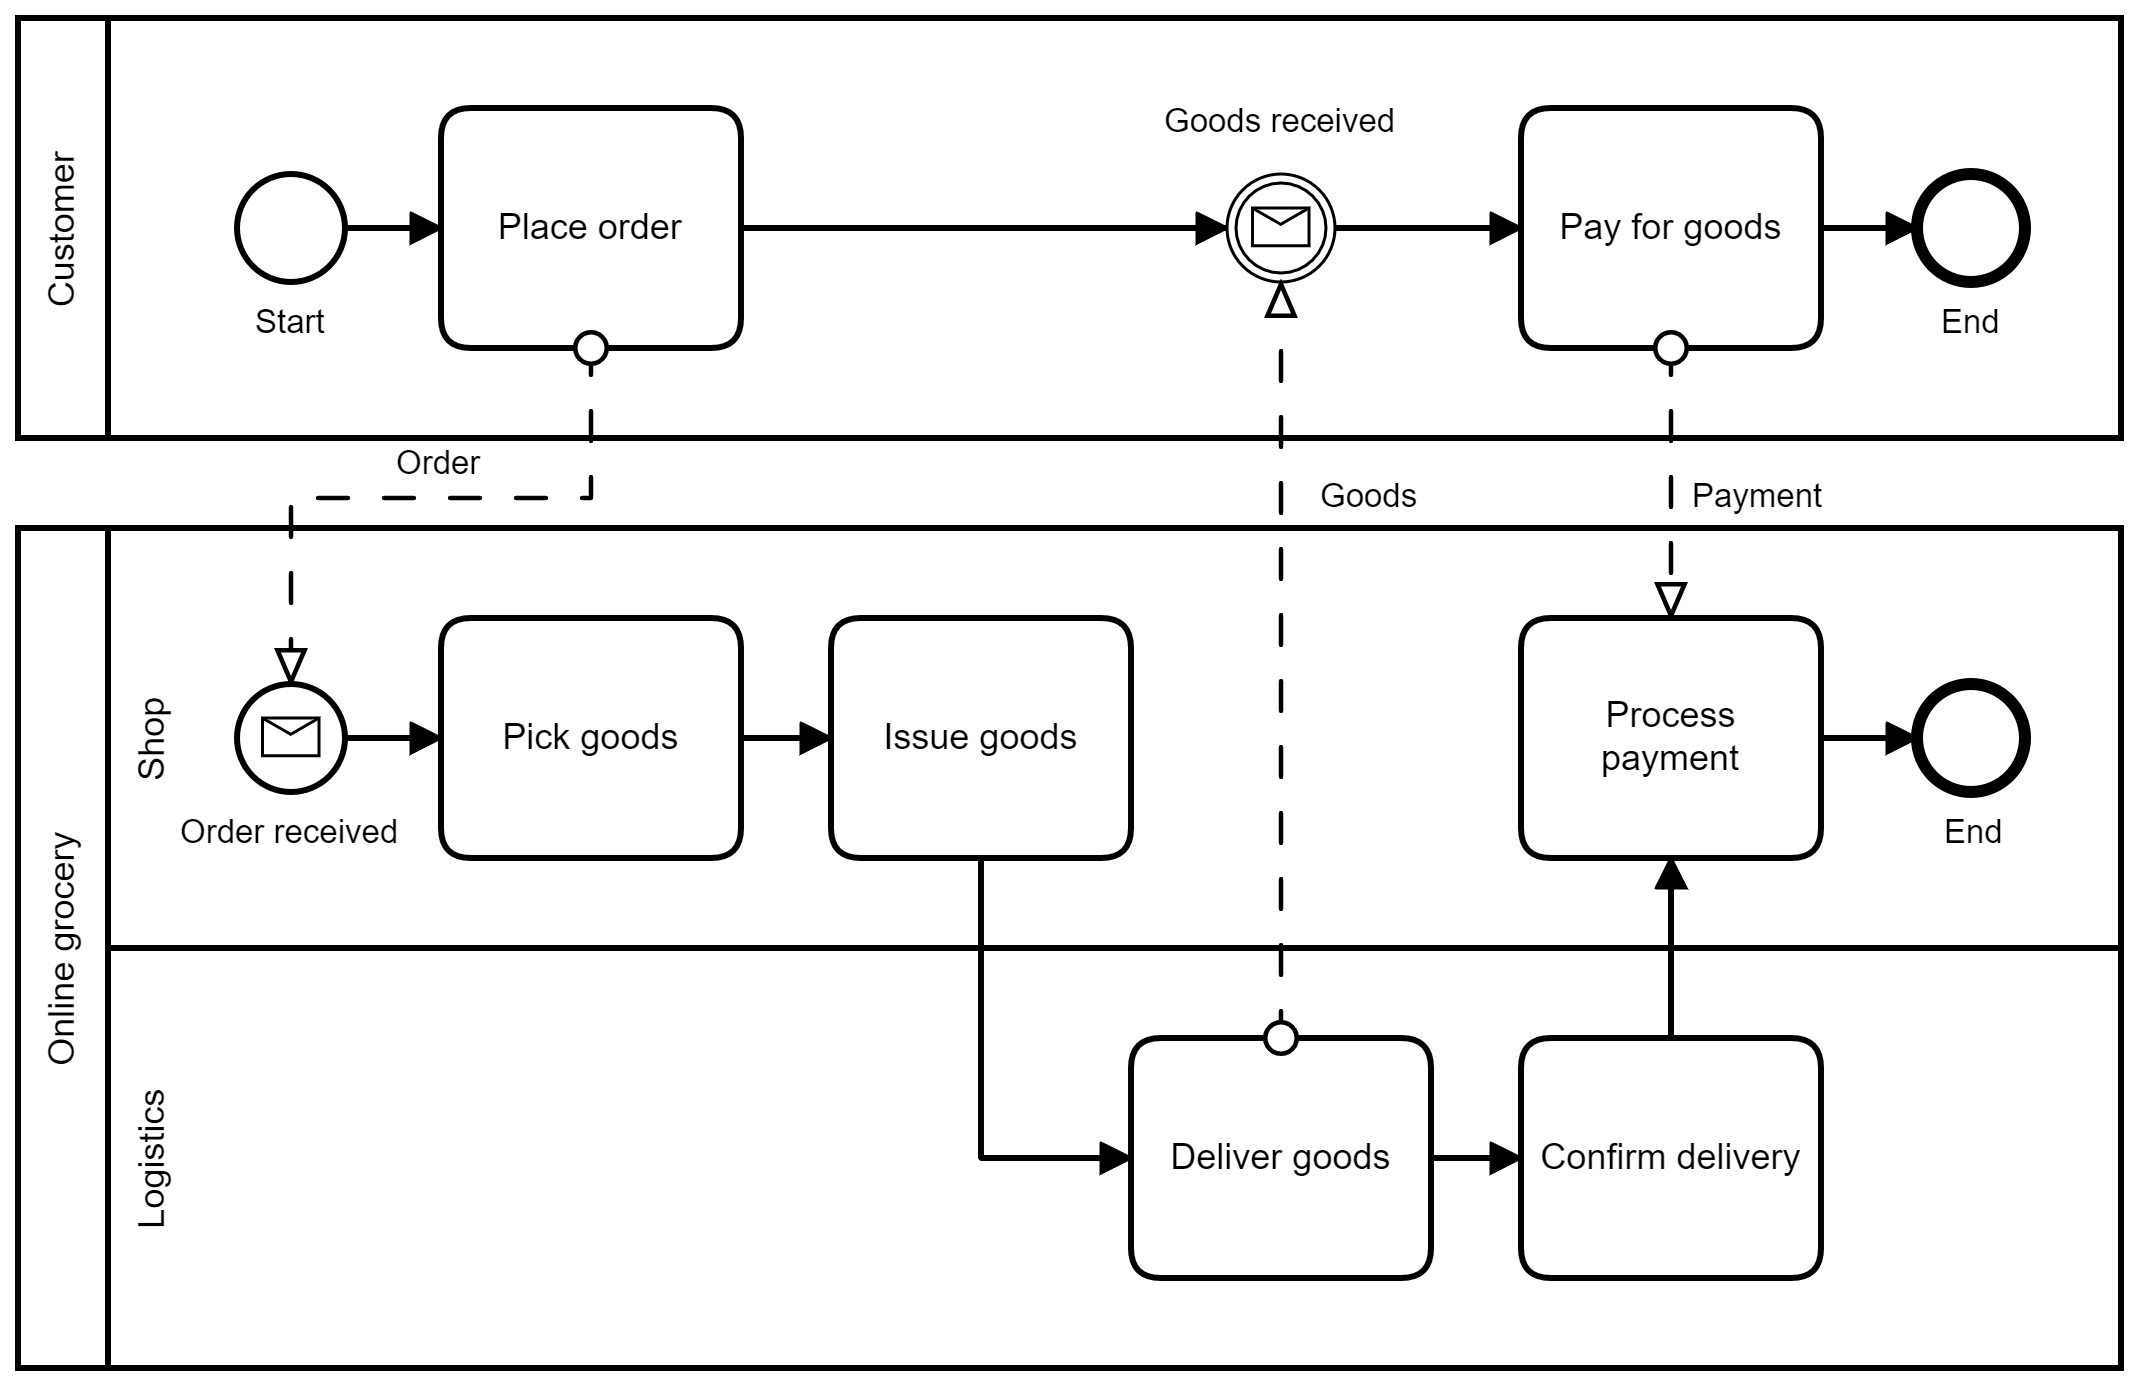 Customer
Goods received
Place order
Pay for goods
Start
End
Order
Goods
Payment
Online grocery
Shop
Pick goods
Issue goods
Process
payment
Order received
End
Logistics
Deliver goods
Confirm delivery